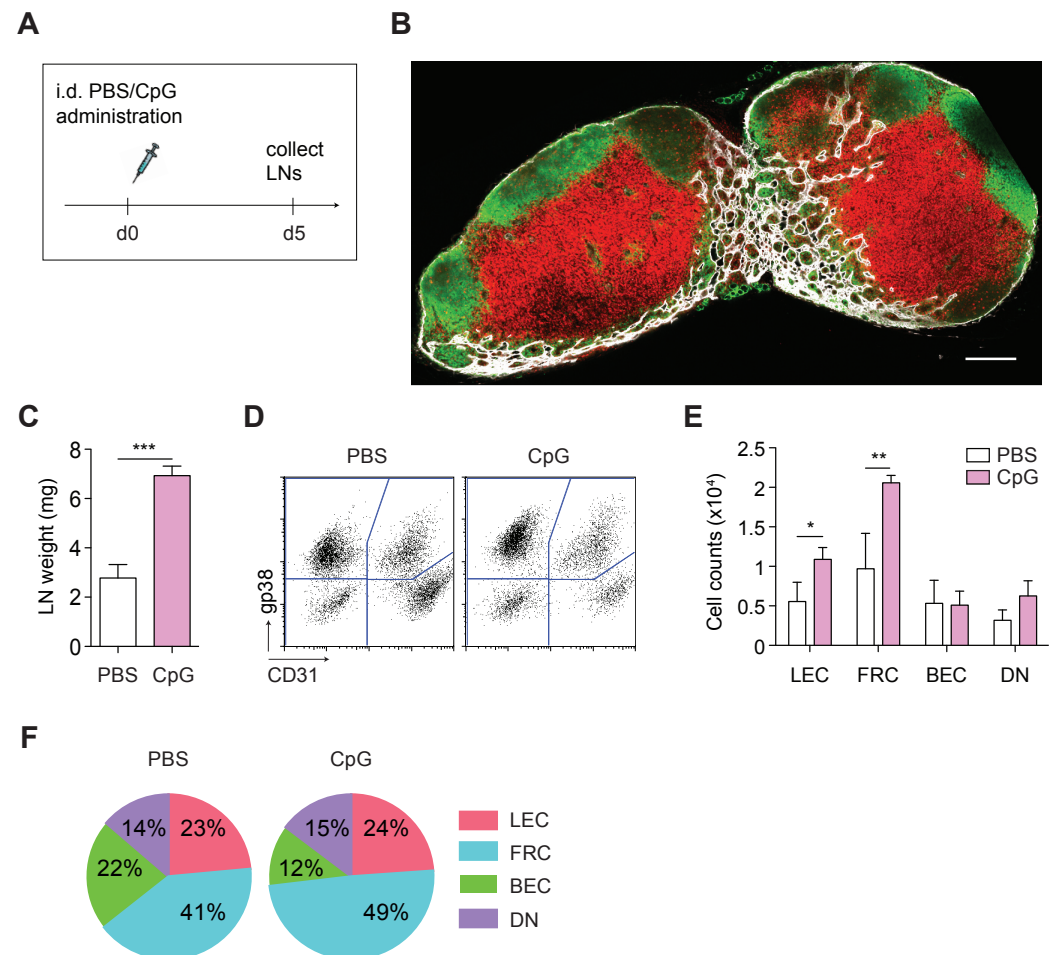 A
i.d. PBS/CpG
administration
collect
LNs
d0
d5
B
C
LN weight (mg)
8
6
4
2
0
***
PBS
CpG
D
PBS
CpG
gp38
CD31
E
Cell counts (x10⁴)
2.5
2
1.5
1
0.5
0
*
**
PBS
CpG
LEC
FRC
BEC
DN
F
PBS
14%
23%
22%
41%
CpG
15%
24%
12%
49%
LEC
FRC
BEC
DN